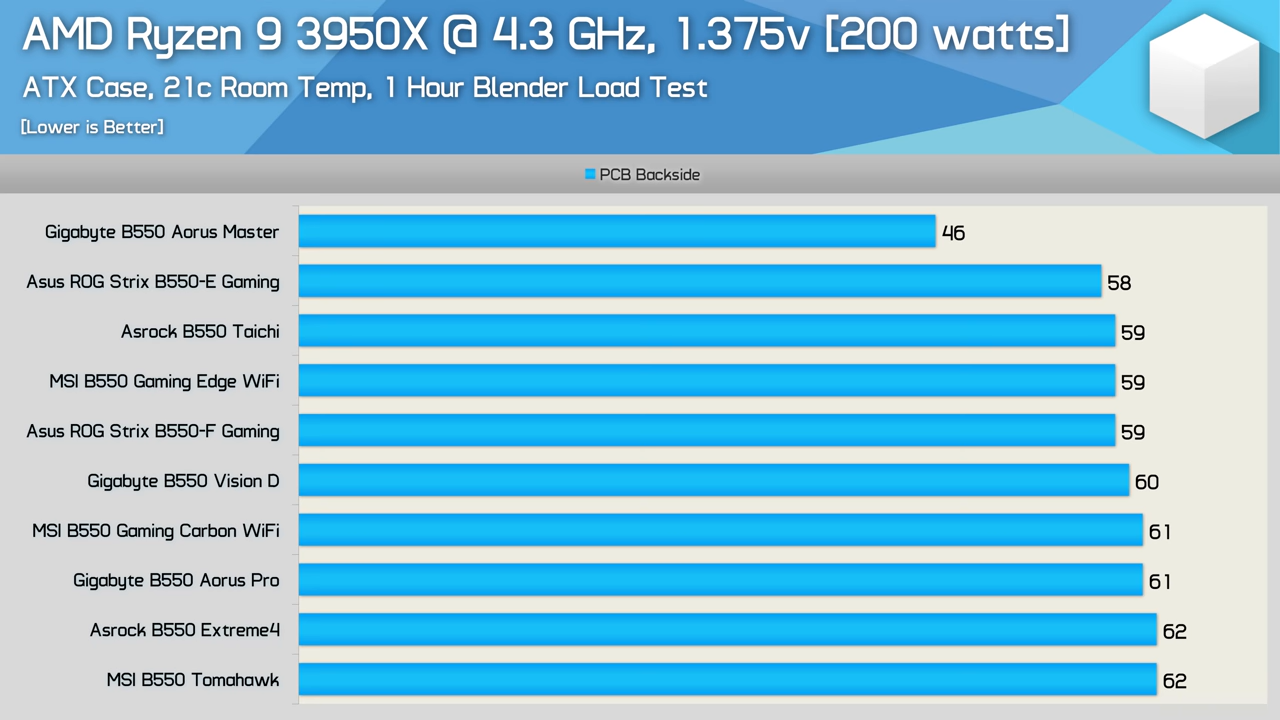 AMD Ryzen 9 3950X @ 4.3 GHz, 1.375v [200 watts]
ATX Case, 21c Room Temp, 1 Hour Blender Load Test
[Lower is Better]
PCB Backside
Gigabyte B550 Aorus Master 46
Asus ROG Strix B550-E Gaming 58
Asrock B550 Taichi 59
MSI B550 Gaming Edge WiFi 59
Asus ROG Strix B550-F Gaming 59
Gigabyte B550 Vision D 60
MSI B550 Gaming Carbon WiFi 61
Gigabyte B550 Aorus Pro 61
Asrock B550 Extreme4 62
MSI B550 Tomahawk 62